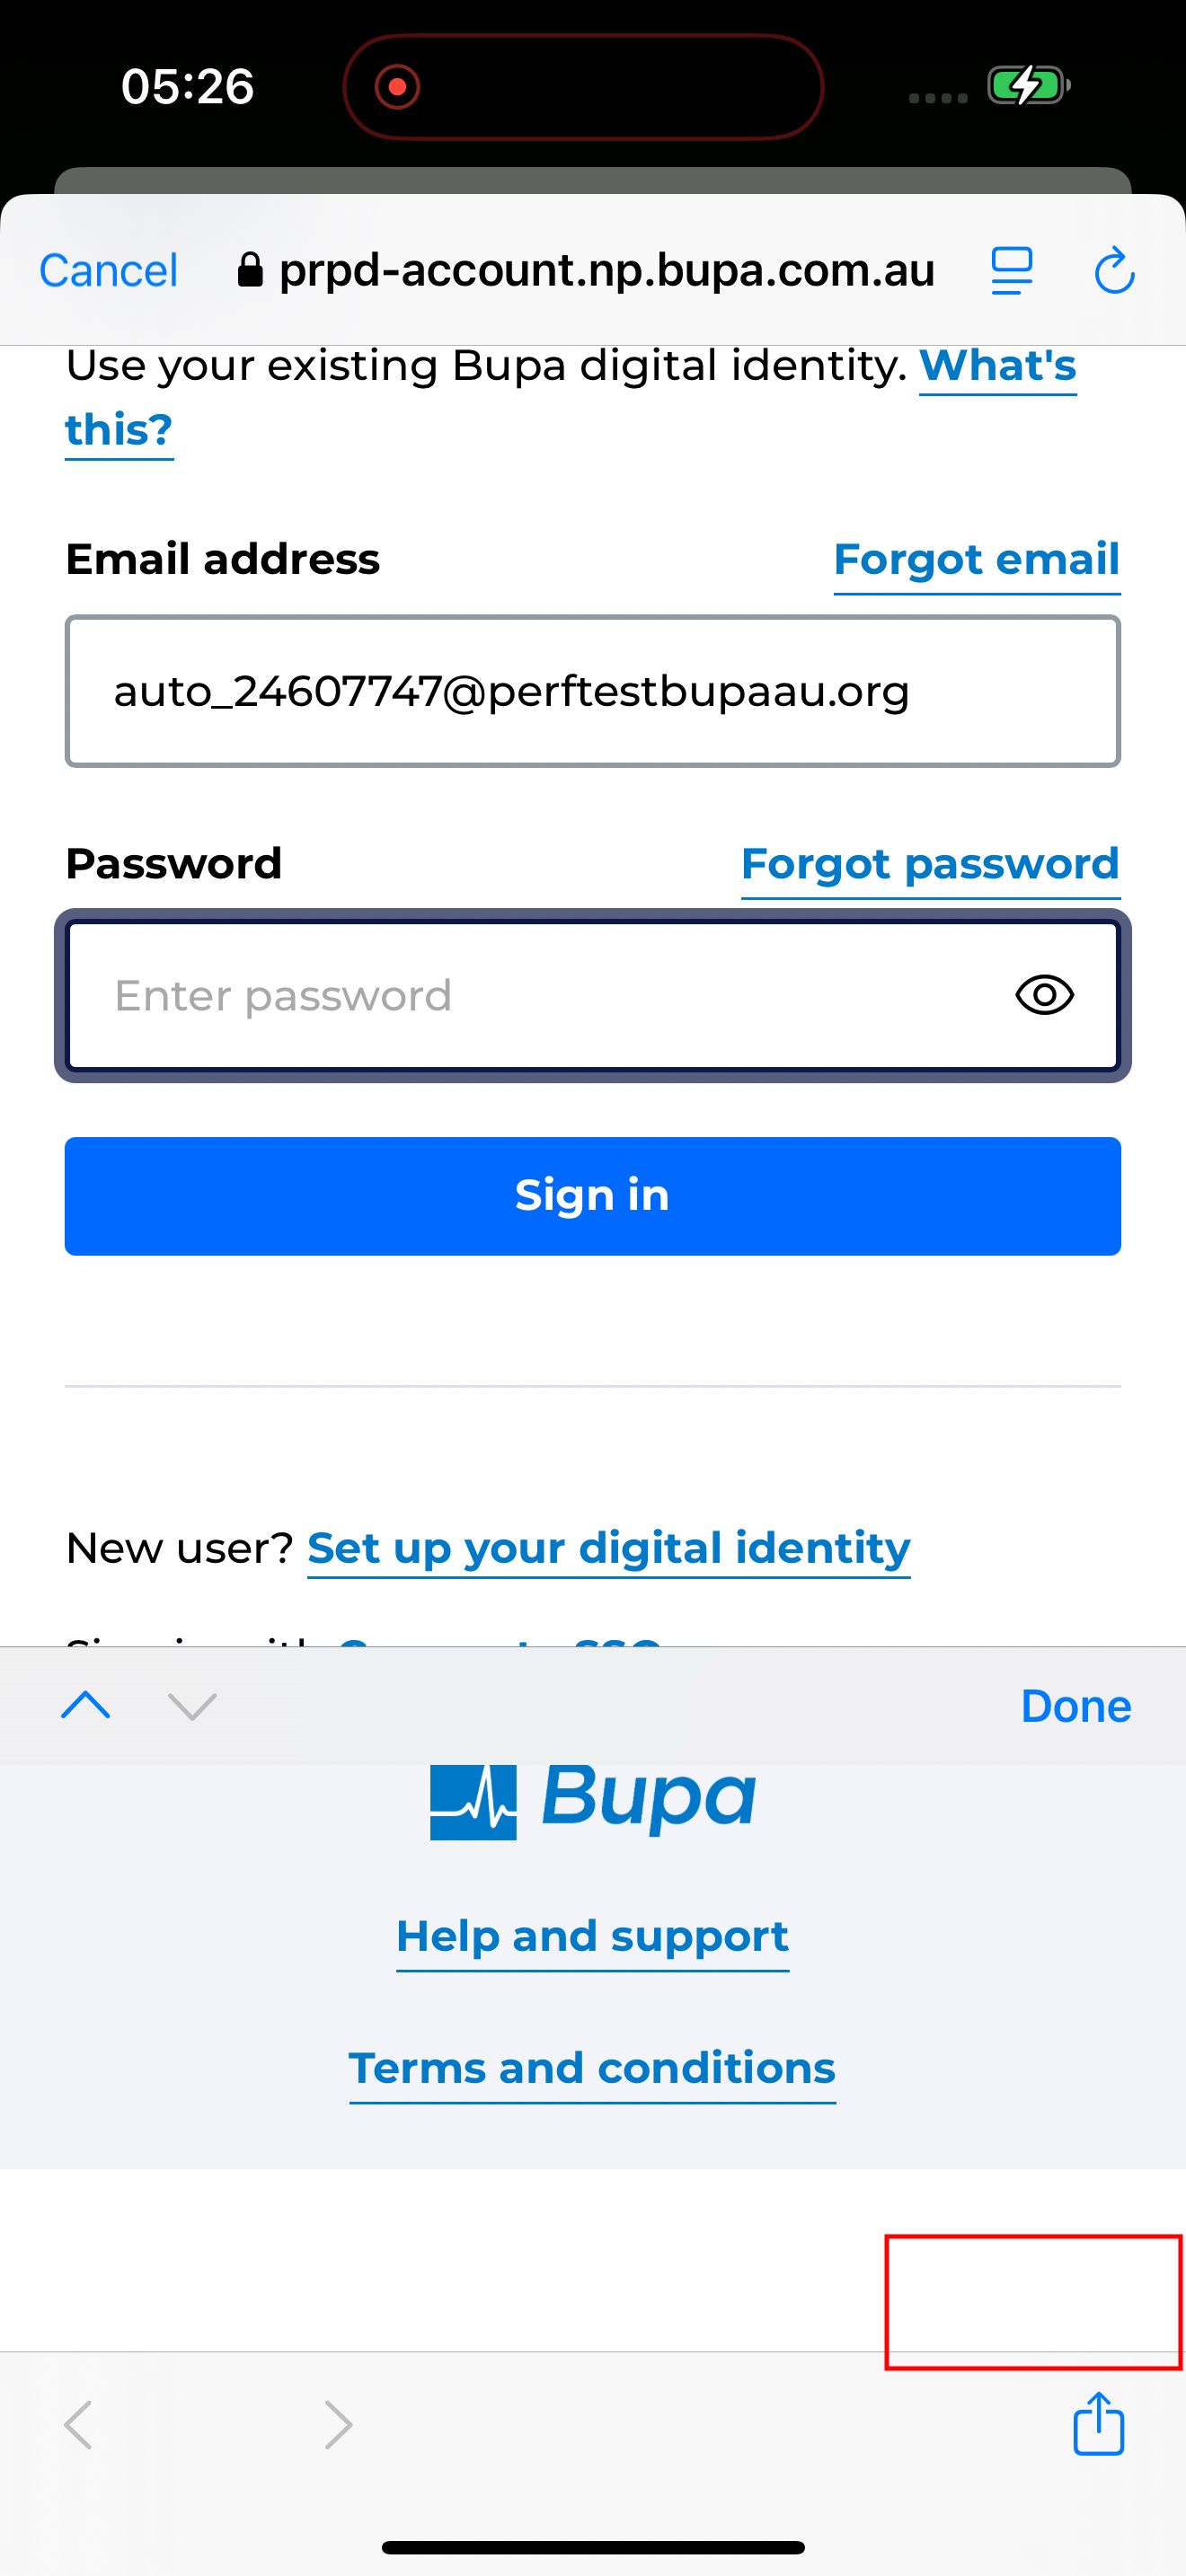 05:26
Cancel prpd-account.np.bupa.com.au
Use your existing Bupa digital identity. What's
this?
Email address Forgot email
auto_24607747@perftestbupaau.org
Password Forgot password
Enter password
Sign in
New user? Set up your digital identity
Done
Bupa
Help and support
Terms and conditions